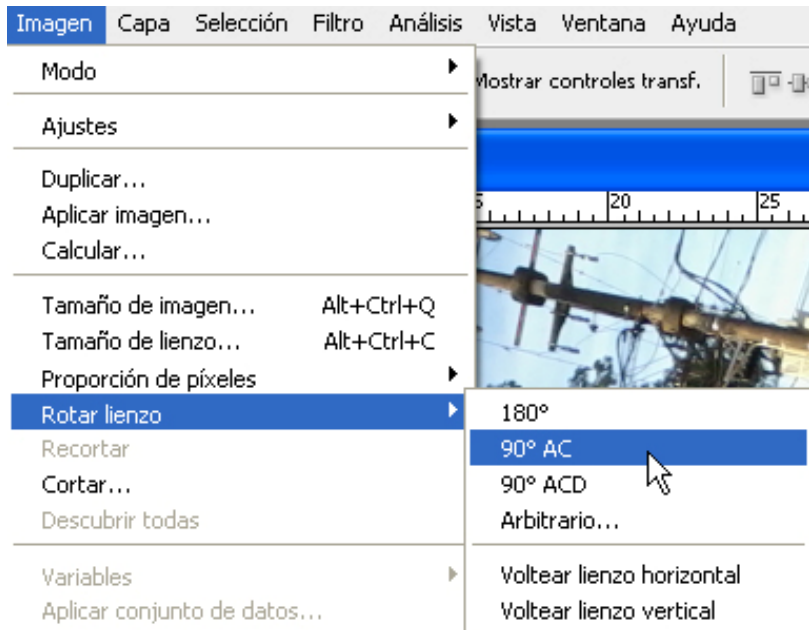 Imagen Capa Selección Filtro Análisis Vista Ventana Ayuda
Modo
Mostrar controles transf.
Ajustes
Duplicar...
Aplicar imagen...
Calcular...
20 25
Tamaño de imagen... Alt+Ctrl+Q
Tamaño de lienzo... Alt+Ctrl+C
Proporción de píxeles
Rotar lienzo
180°
Recortar
90° AC
Cortar...
90° ACD
Descubrir todas
Arbitrario...
Variables
Voltear lienzo horizontal
Aplicar conjunto de datos...
Voltear lienzo vertical